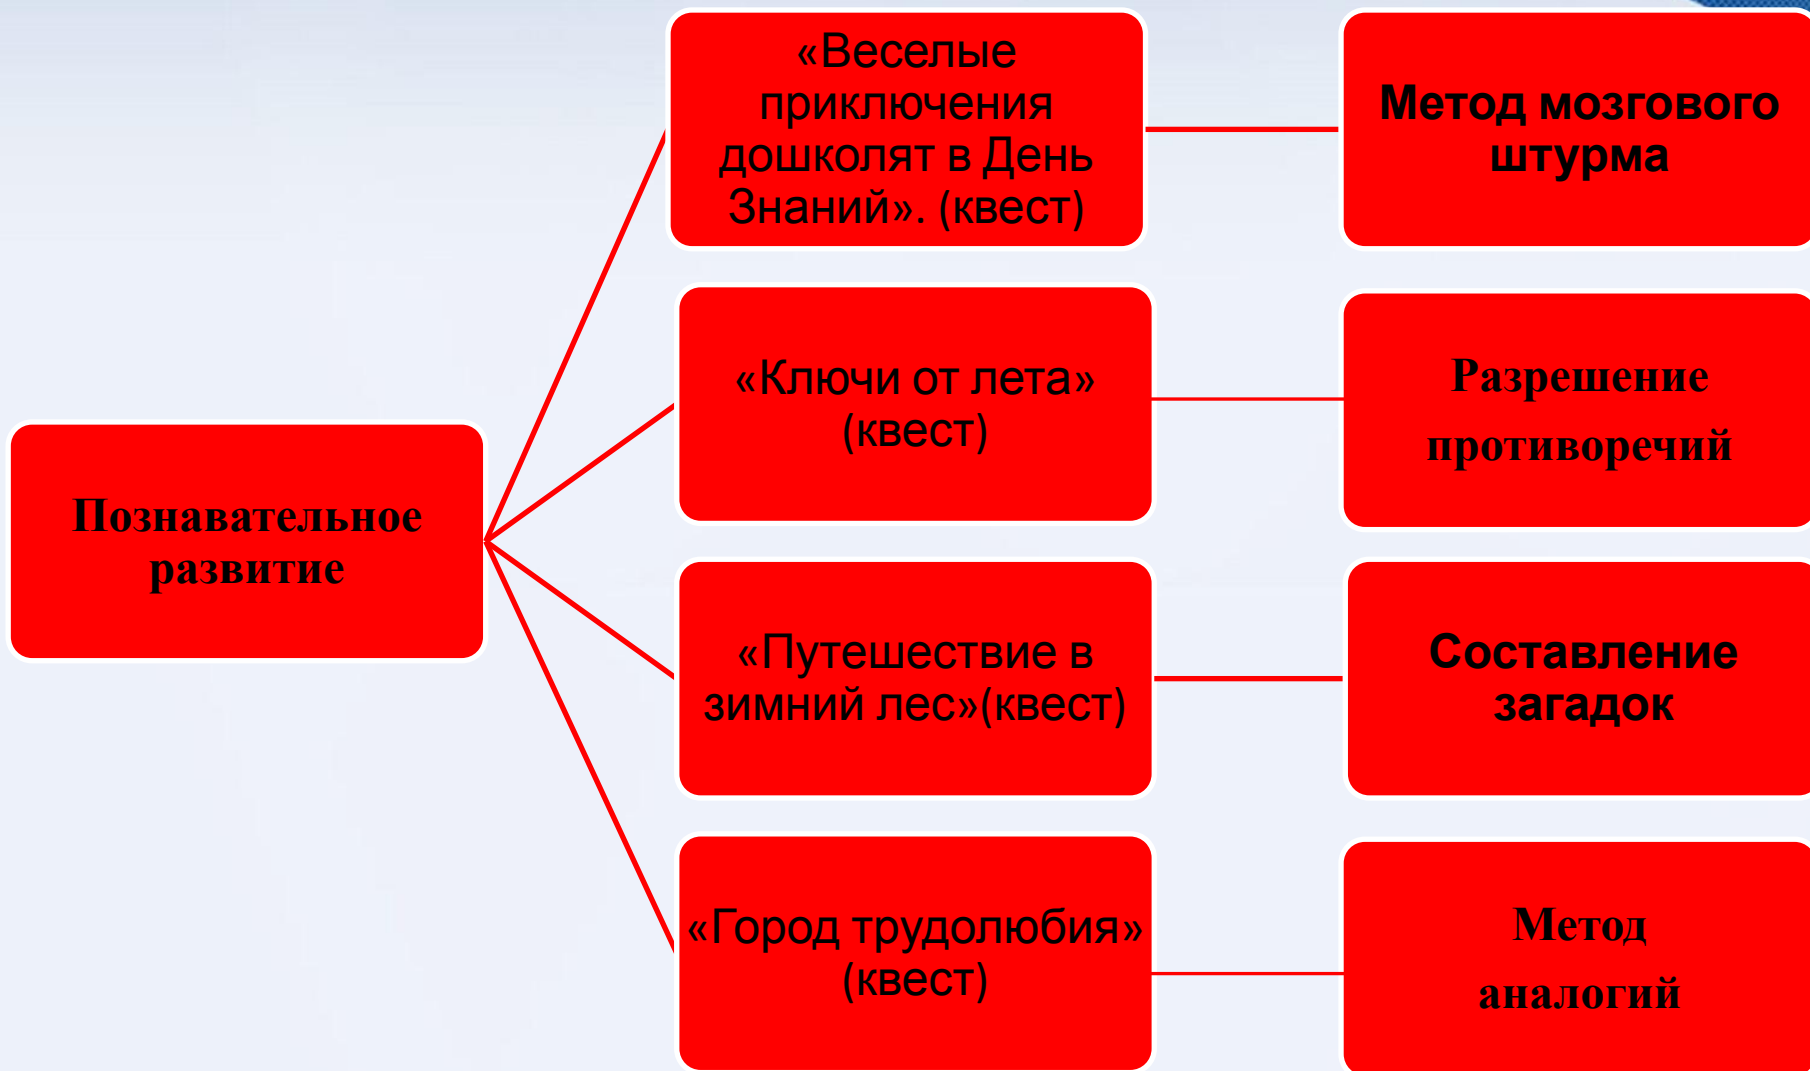 «Веселые
приключения
дошколят в День
Знаний». (квест)
Метод мозгового
штурма
«Ключи от лета»
(квест)
Разрешение
противоречий
Познавательное
развитие
«Путешествие в
зимний лес»(квест)
Составление
загадок
«Город трудолюбия»
(квест)
Метод
аналогий